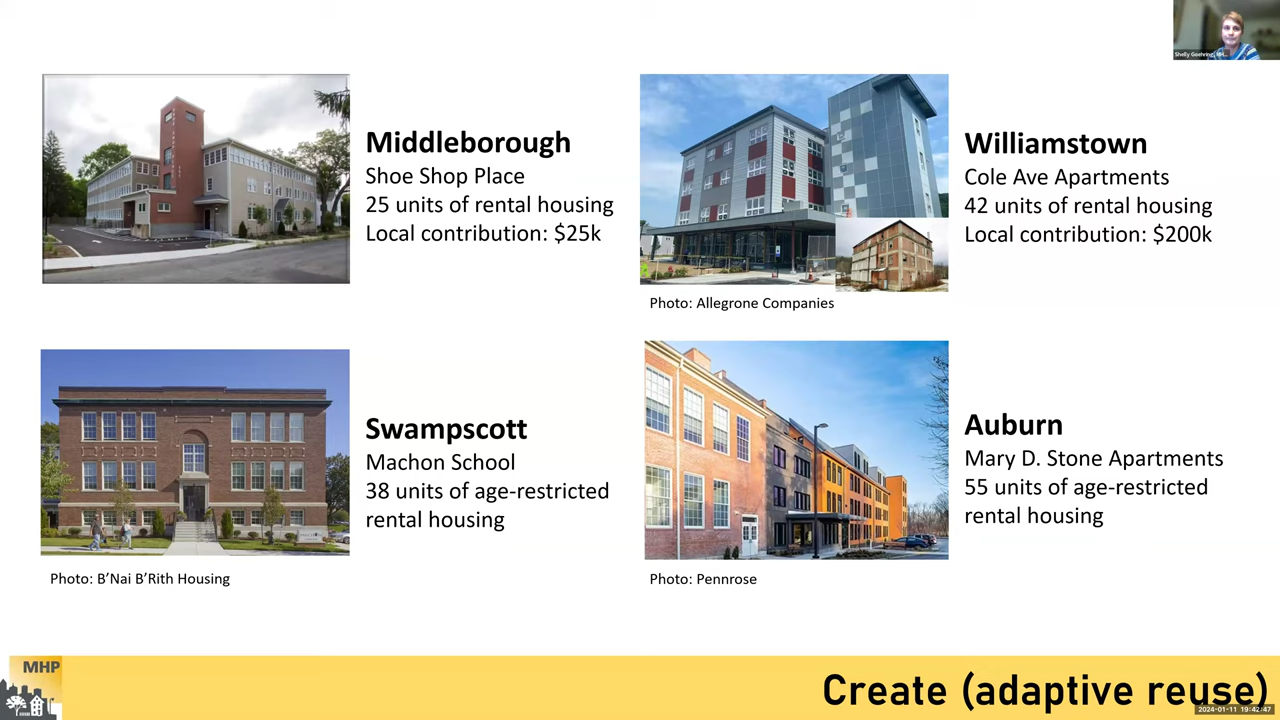 Shelly Goehring, MH...
Middleborough
Shoe Shop Place
25 units of rental housing
Local contribution: $25k
Williamstown
Cole Ave Apartments
42 units of rental housing
Local contribution: $200k
Photo: Allegrone Companies
Swampscott
Machon School
38 units of age-restricted
rental housing
Photo: B’Nai B’Rith Housing
Auburn
Mary D. Stone Apartments
55 units of age-restricted
rental housing
Photo: Pennrose
MHP
Create (adaptive reuse)
2024-01-11 19:42:47